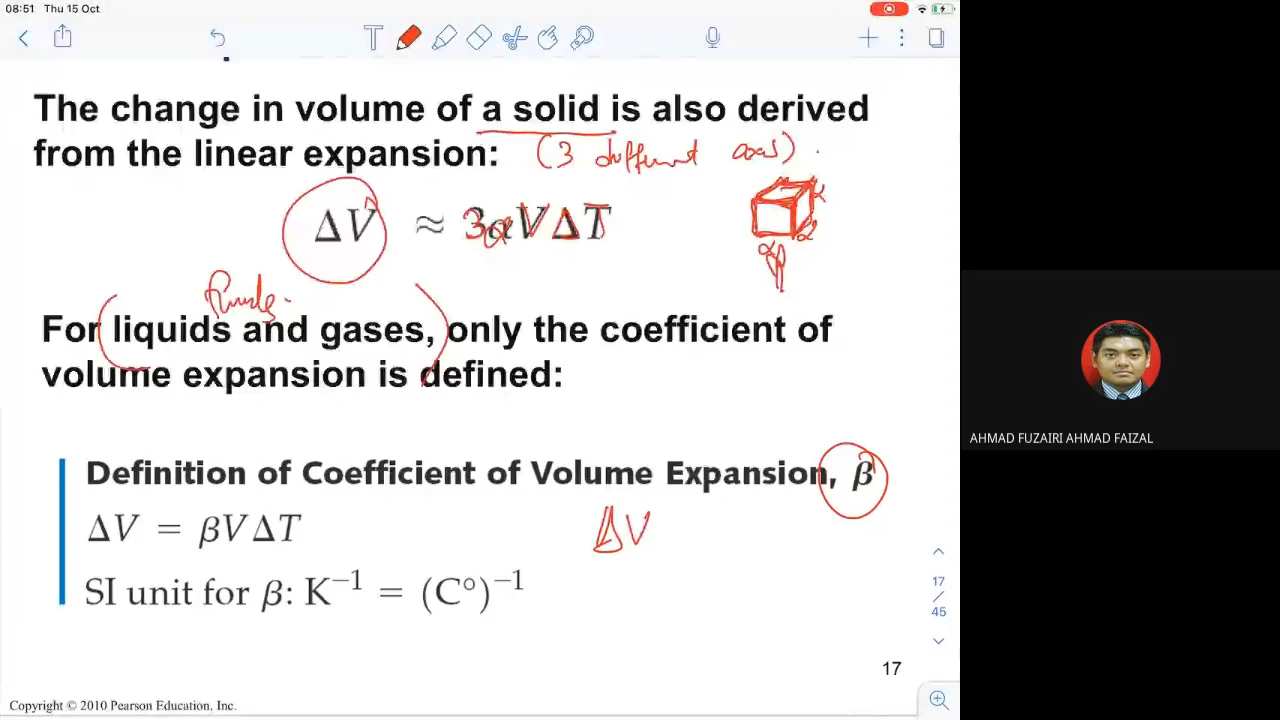 08:51 Thu 15 Oct
The change in volume of a solid is also derived
from the linear expansion: (3 different axis)
ΔV ≈ 3αVΔT
α
α
α
fluids.
For liquids and gases, only the coefficient of
volume expansion is defined:
Definition of Coefficient of Volume Expansion, β
ΔV = βVΔT
ΔV
SI unit for β: K⁻¹ = (C°)⁻¹
17
/
45
17
Copyright © 2010 Pearson Education, Inc.
AHMAD FUZAIRI AHMAD FAIZAL